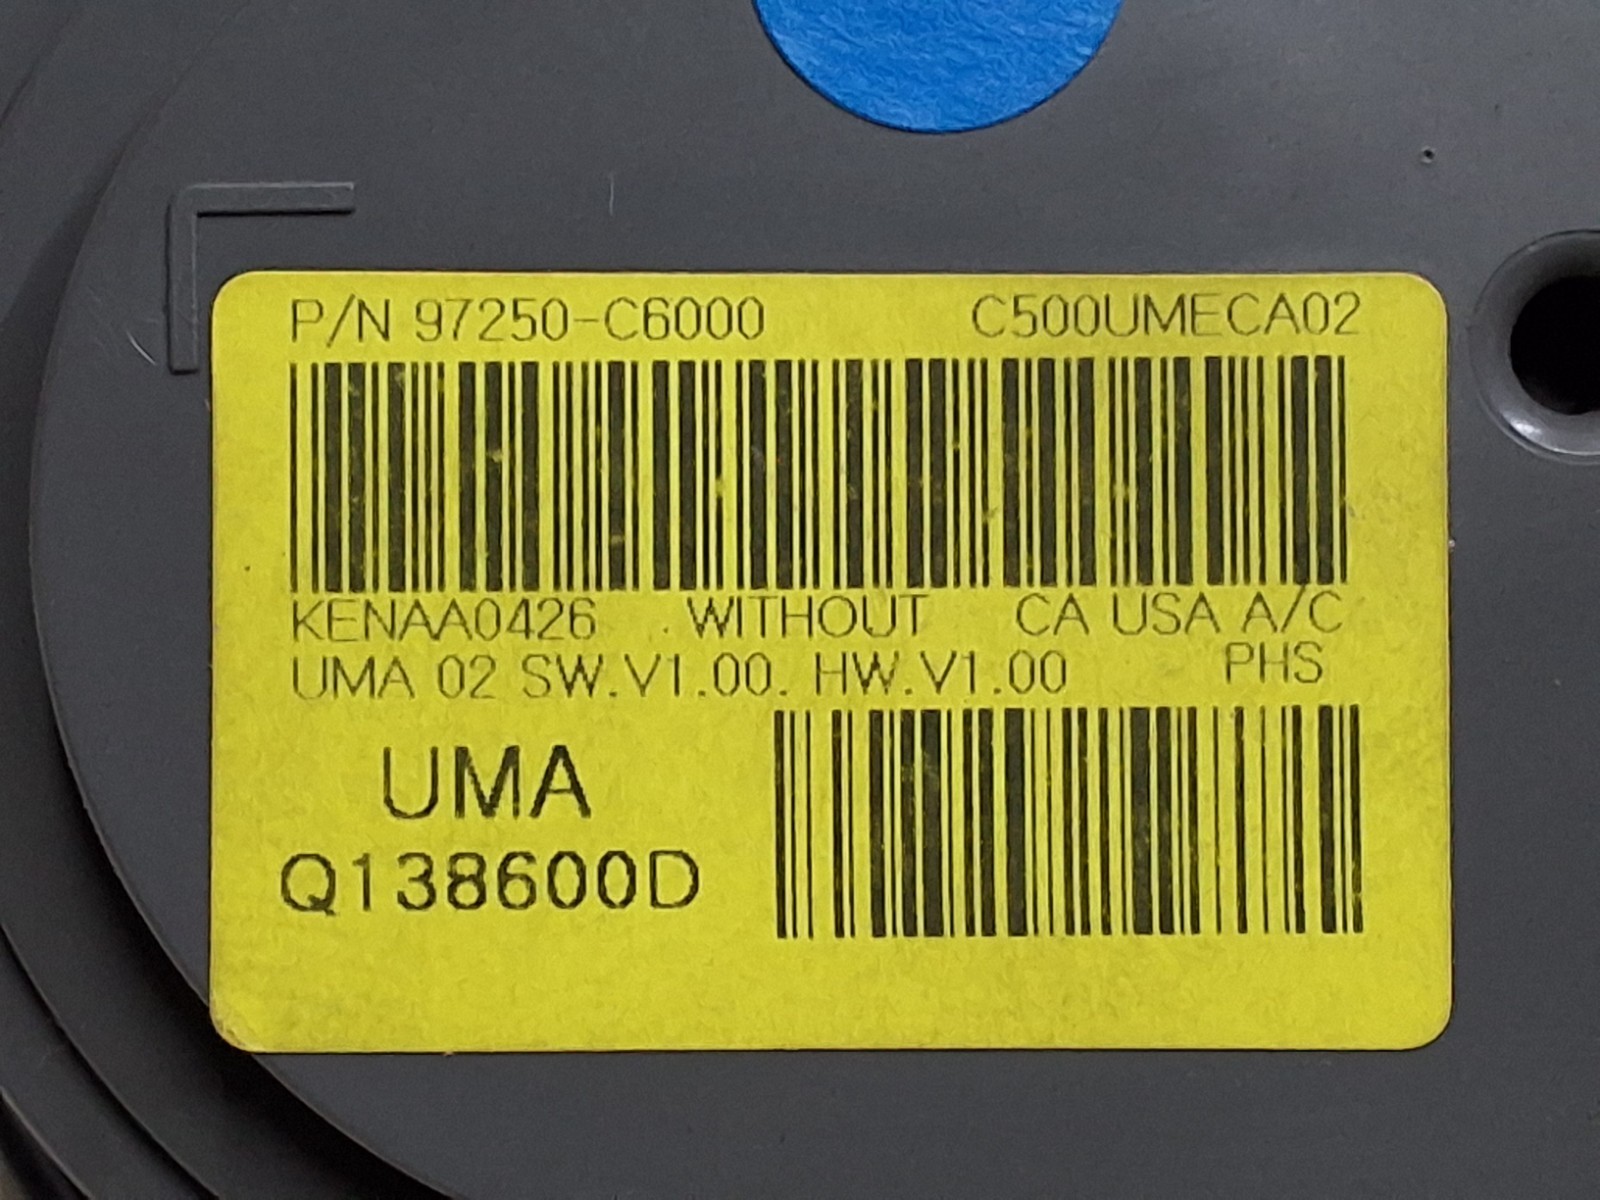 P/N 97250-C6000 C500UMECA02
KENAA0426 WITHOUT CA USA A/C
UMA 02 SW.V1.00. HW.V1.00 PHS
UMA
Q138600D